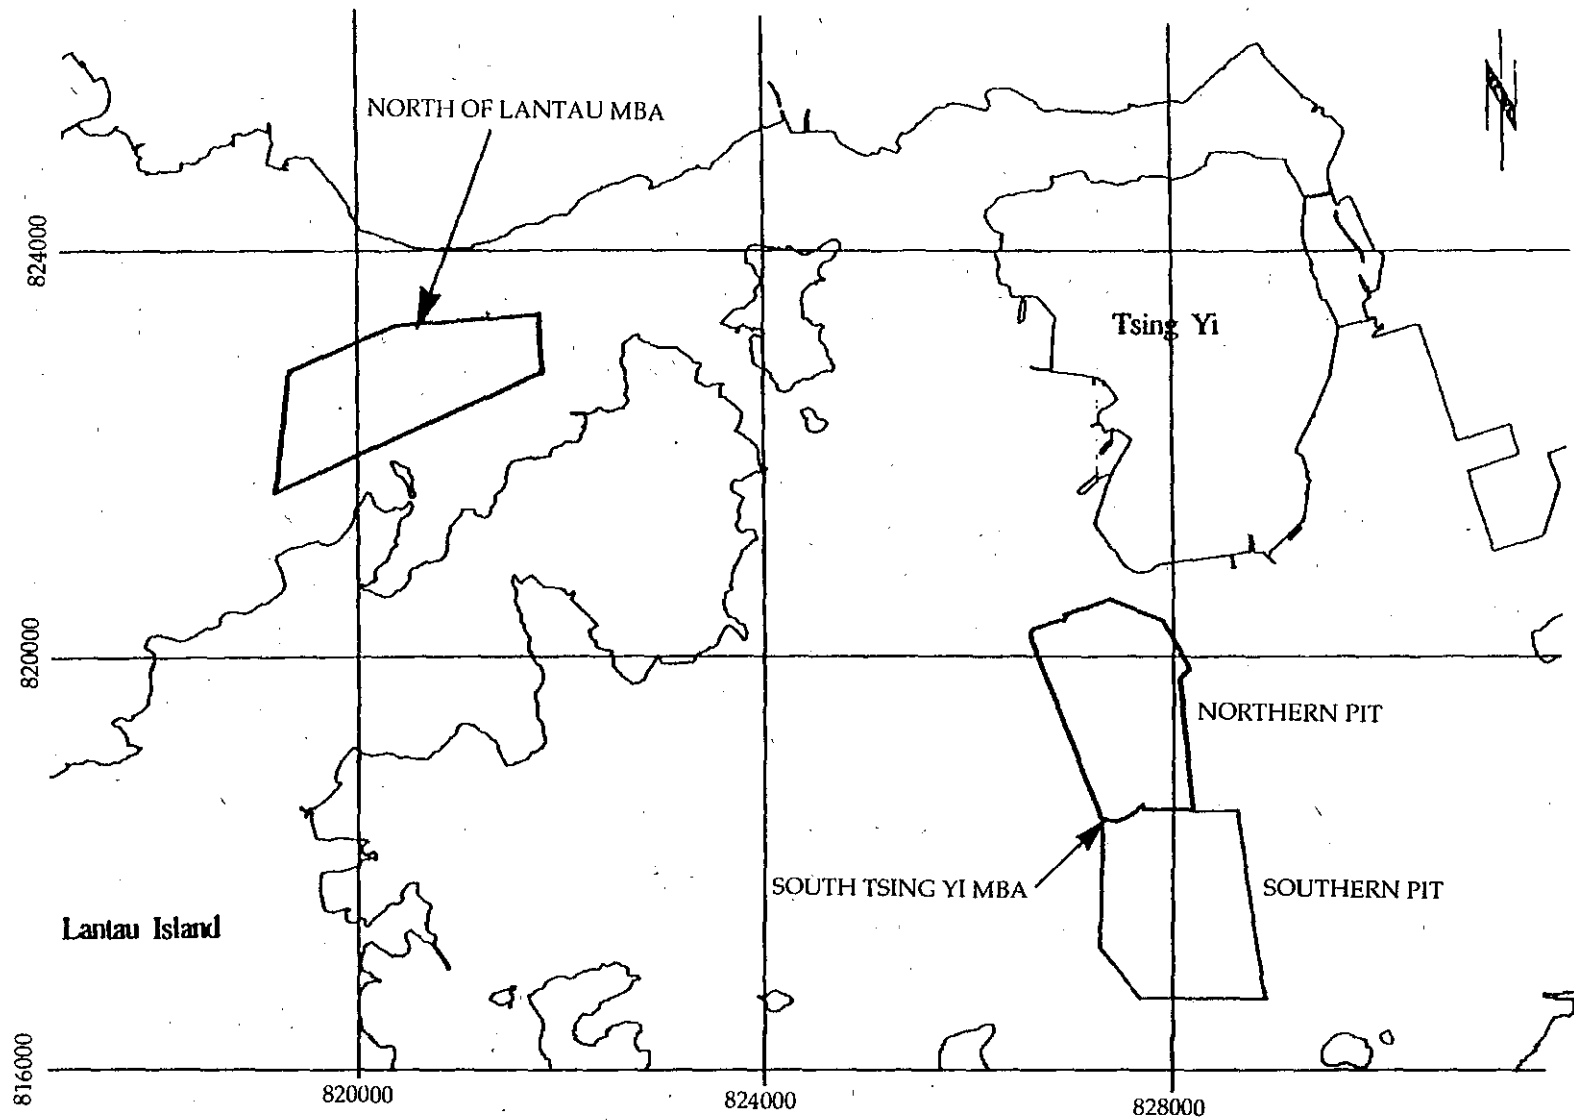 NORTH OF LANTAU MBA
824000
Tsing Yi
820000
NORTHERN PIT
SOUTH TSING YI MBA
SOUTHERN PIT
Lantau Island
816000
820000
824000
828000